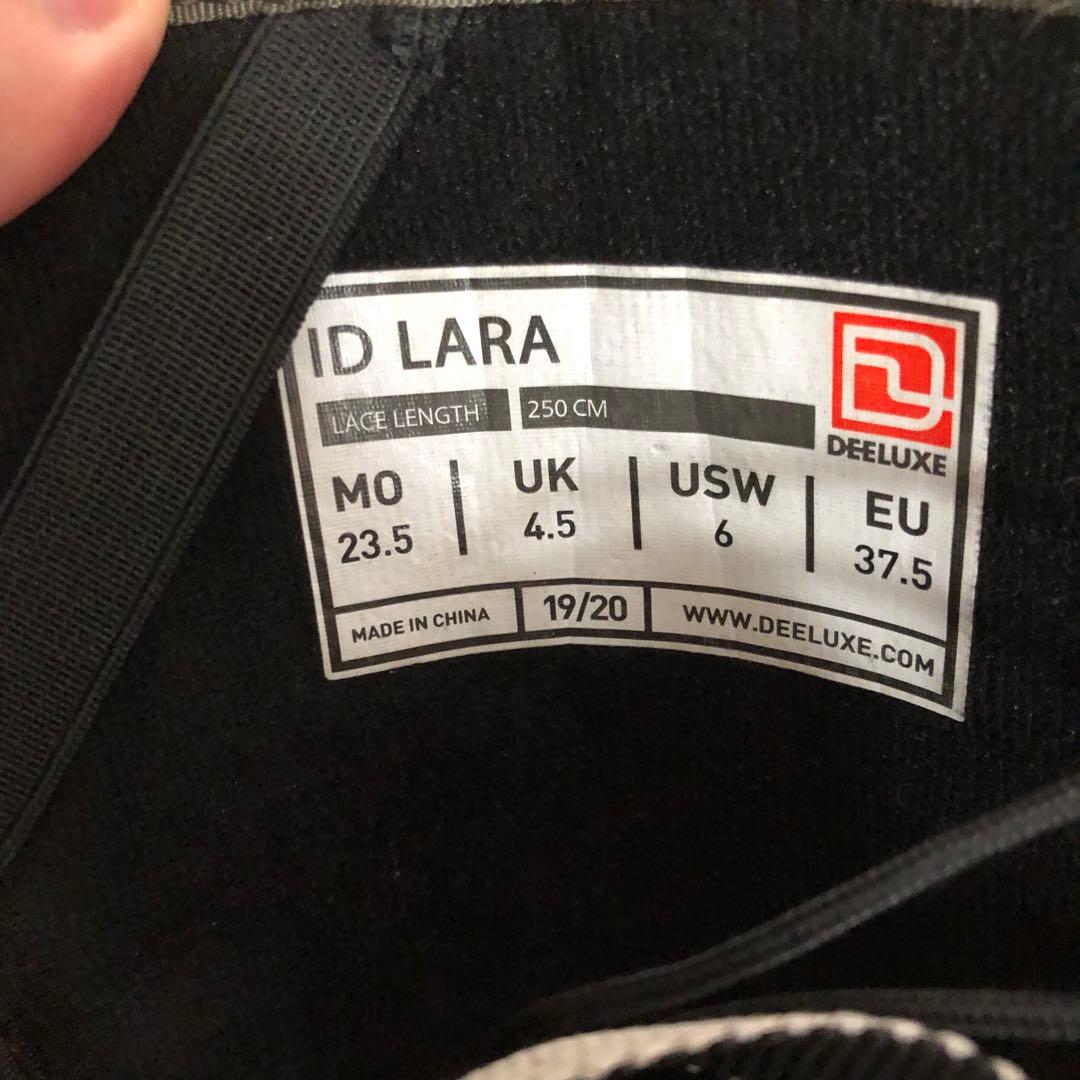 ID LARA
LACE LENGTH 250 CM
DEELUXE
MO UK USW EU
23.5 4.5 6 37.5
MADE IN CHINA 19/20 WWW.DEELUXE.COM